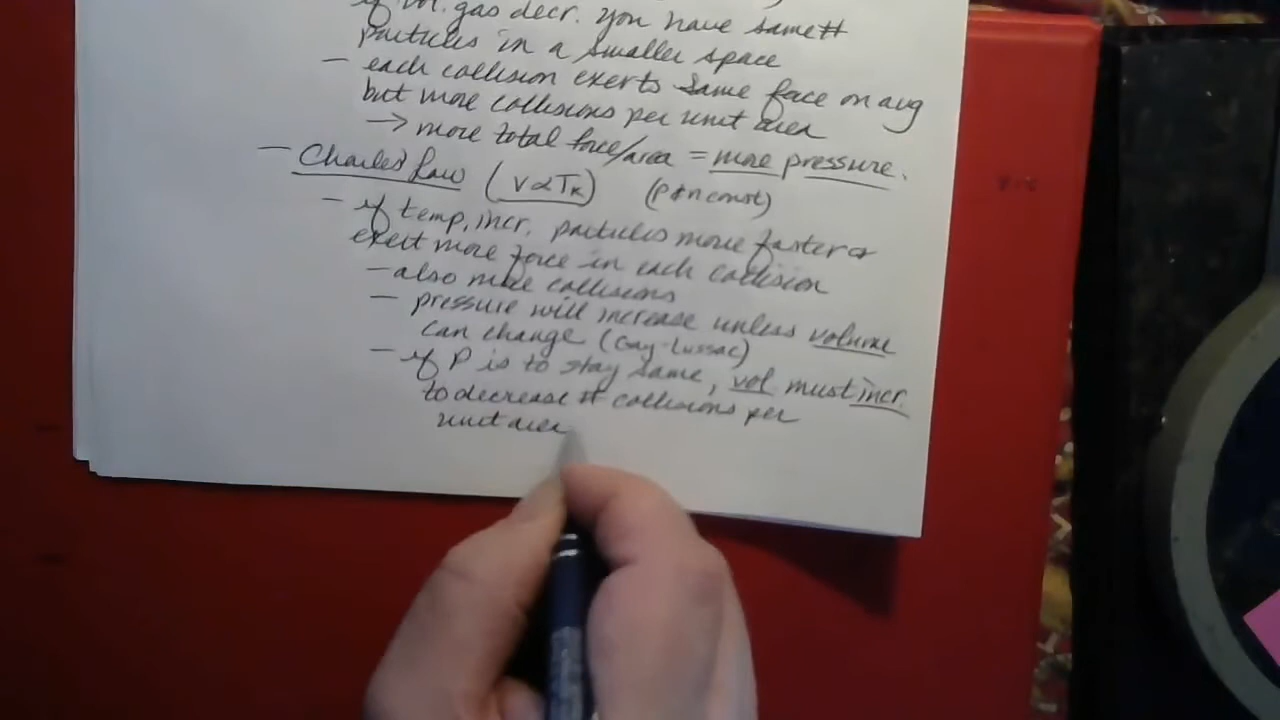 if vol. gas decr. you have same #
particles in a smaller space
- each collision exerts same force on avg
but more collisions per unit area
→ more total force/area = more pressure.
- Charles' Law (V∝Tₖ) (P & n const)
- if temp. incr. particles move faster &
exert more force in each collision
- also more collisions
- pressure will increase unless volume
can change (Gay-Lussac)
- if P is to stay same, vol must incr.
to decrease # collisions per
unit area